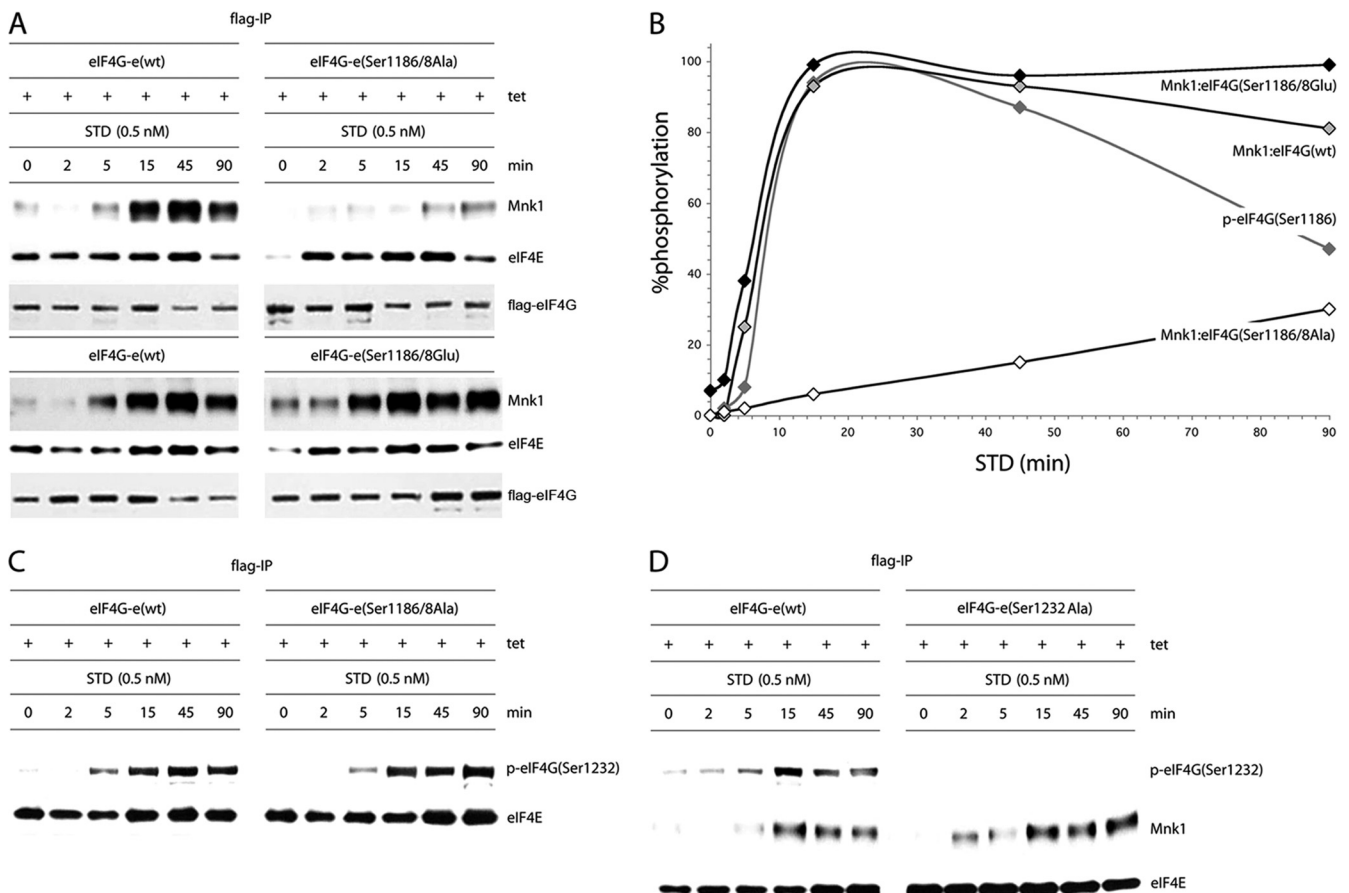 A
flag-IP
eIF4G-e(wt) eIF4G-e(Ser1186/8Ala)
+ + + + + + + + + + + + tet
STD (0.5 nM) STD (0.5 nM)
0 2 5 15 45 90 0 2 5 15 45 90 min
Mnk1
eIF4E
flag-eIF4G
eIF4G-e(wt) eIF4G-e(Ser1186/8Glu)
Mnk1
eIF4E
flag-eIF4G
B
%phosphorylation
100
80
60
40
20
0
0 10 20 30 40 50 60 70 80 90
STD (min)
Mnk1:eIF4G(Ser1186/8Glu)
Mnk1:eIF4G(wt)
p-eIF4G(Ser1186)
Mnk1:eIF4G(Ser1186/8Ala)
C
flag-IP
eIF4G-e(wt) eIF4G-e(Ser1186/8Ala)
+ + + + + + + + + + + + tet
STD (0.5 nM) STD (0.5 nM)
0 2 5 15 45 90 0 2 5 15 45 90 min
p-eIF4G(Ser1232)
eIF4E
D
flag-IP
eIF4G-e(wt) eIF4G-e(Ser1232Ala)
+ + + + + + + + + + + + tet
STD (0.5 nM) STD (0.5 nM)
0 2 5 15 45 90 0 2 5 15 45 90 min
p-eIF4G(Ser1232)
Mnk1
eIF4E